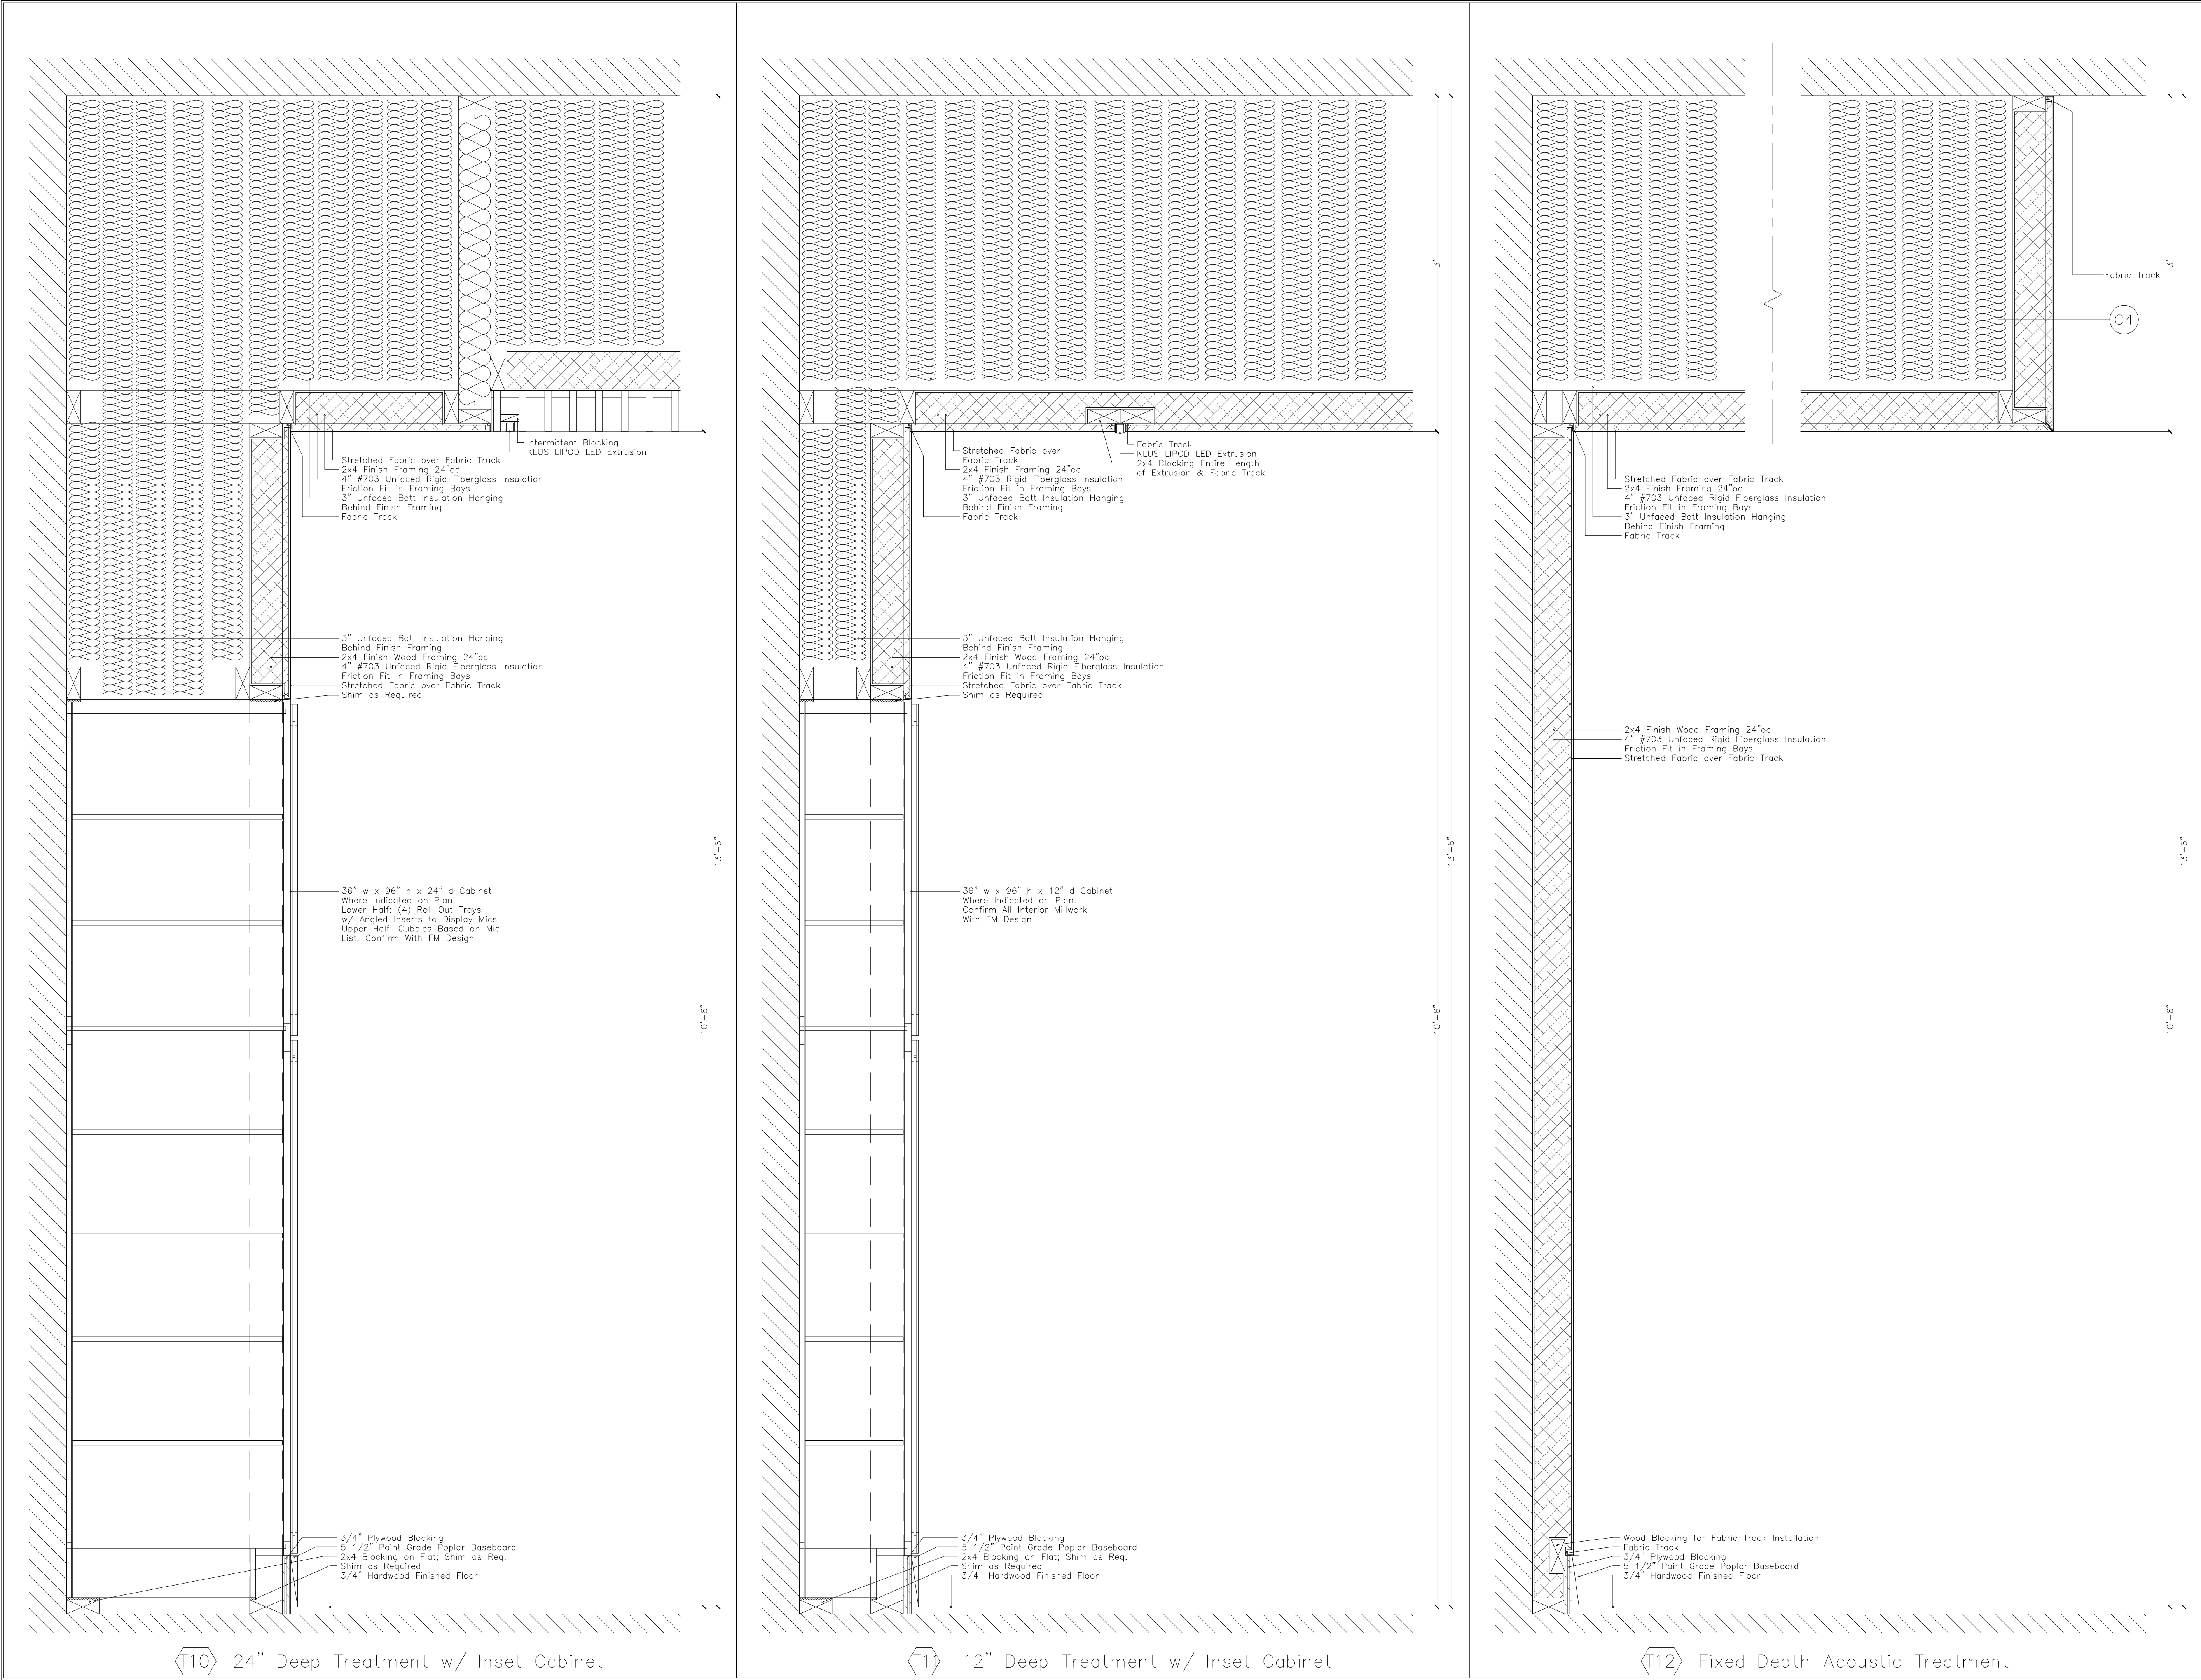 Intermittent Blocking
KLUS LIPOD LED Extrusion
Stretched Fabric over Fabric Track
2x4 Finish Framing 24"oc
4" #703 Unfaced Rigid Fiberglass Insulation
Friction Fit in Framing Bays
3" Unfaced Batt Insulation Hanging
Behind Finish Framing
Fabric Track
3" Unfaced Batt Insulation Hanging
Behind Finish Framing
2x4 Finish Wood Framing 24"oc
4" #703 Unfaced Rigid Fiberglass Insulation
Friction Fit in Framing Bays
Stretched Fabric over Fabric Track
Shim as Required
36" w x 96" h x 24" d Cabinet
Where Indicated on Plan.
Lower Half: (4) Roll Out Trays
w/ Angled Inserts to Display Mics
Upper Half: Cubbies Based on Mic
List; Confirm With FM Design
13'-6"
10'-6"
3/4" Plywood Blocking
5 1/2" Paint Grade Poplar Baseboard
2x4 Blocking on Flat; Shim as Req.
Shim as Required
3/4" Hardwood Finished Floor
T10 24" Deep Treatment w/ Inset Cabinet
3'
Stretched Fabric over
Fabric Track
2x4 Finish Framing 24"oc
4" #703 Unfaced Rigid Fiberglass Insulation
Friction Fit in Framing Bays
3" Unfaced Batt Insulation Hanging
Behind Finish Framing
Fabric Track
Fabric Track
KLUS LIPOD LED Extrusion
2x4 Blocking Entire Length
of Extrusion & Fabric Track
3" Unfaced Batt Insulation Hanging
Behind Finish Framing
2x4 Finish Wood Framing 24"oc
4" #703 Unfaced Rigid Fiberglass Insulation
Friction Fit in Framing Bays
Stretched Fabric over Fabric Track
Shim as Required
36" w x 96" h x 12" d Cabinet
Where Indicated on Plan.
Confirm All Interior Millwork
With FM Design
13'-6"
10'-6"
3/4" Plywood Blocking
5 1/2" Paint Grade Poplar Baseboard
2x4 Blocking on Flat; Shim as Req.
Shim as Required
3/4" Hardwood Finished Floor
T11 12" Deep Treatment w/ Inset Cabinet
3'
Fabric Track
C4
Stretched Fabric over Fabric Track
2x4 Finish Framing 24"oc
4" #703 Unfaced Rigid Fiberglass Insulation
Friction Fit in Framing Bays
3" Unfaced Batt Insulation Hanging
Behind Finish Framing
Fabric Track
2x4 Finish Wood Framing 24"oc
4" #703 Unfaced Rigid Fiberglass Insulation
Friction Fit in Framing Bays
Stretched Fabric over Fabric Track
13'-6"
10'-6"
Wood Blocking for Fabric Track Installation
Fabric Track
3/4" Plywood Blocking
5 1/2" Paint Grade Poplar Baseboard
3/4" Hardwood Finished Floor
T12 Fixed Depth Acoustic Treatment